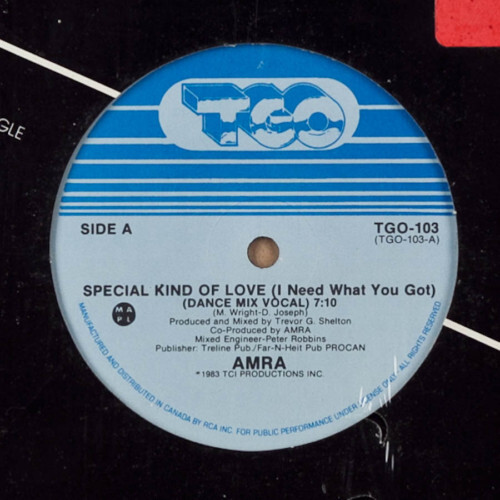 GLE
TGO
SIDE A
TGO-103
(TGO-103-A)
SPECIAL KIND OF LOVE (I Need What You Got)
(DANCE MIX VOCAL) 7:10
(M. Wright-D. Joseph)
Produced and Mixed by Trevor G. Shelton
Co-Produced by AMRA
Mixed Engineer-Peter Robbins
Publisher: Treline Pub/Far-N-Heit Pub PROCAN
AMRA
*1983 TCI PRODUCTIONS INC.
M A
P L
MANUFACTURED AND DISTRIBUTED IN CANADA BY RCA INC. FOR PUBLIC PERFORMANCE UNDER LICENSE ONLY. ALL RIGHTS RESERVED